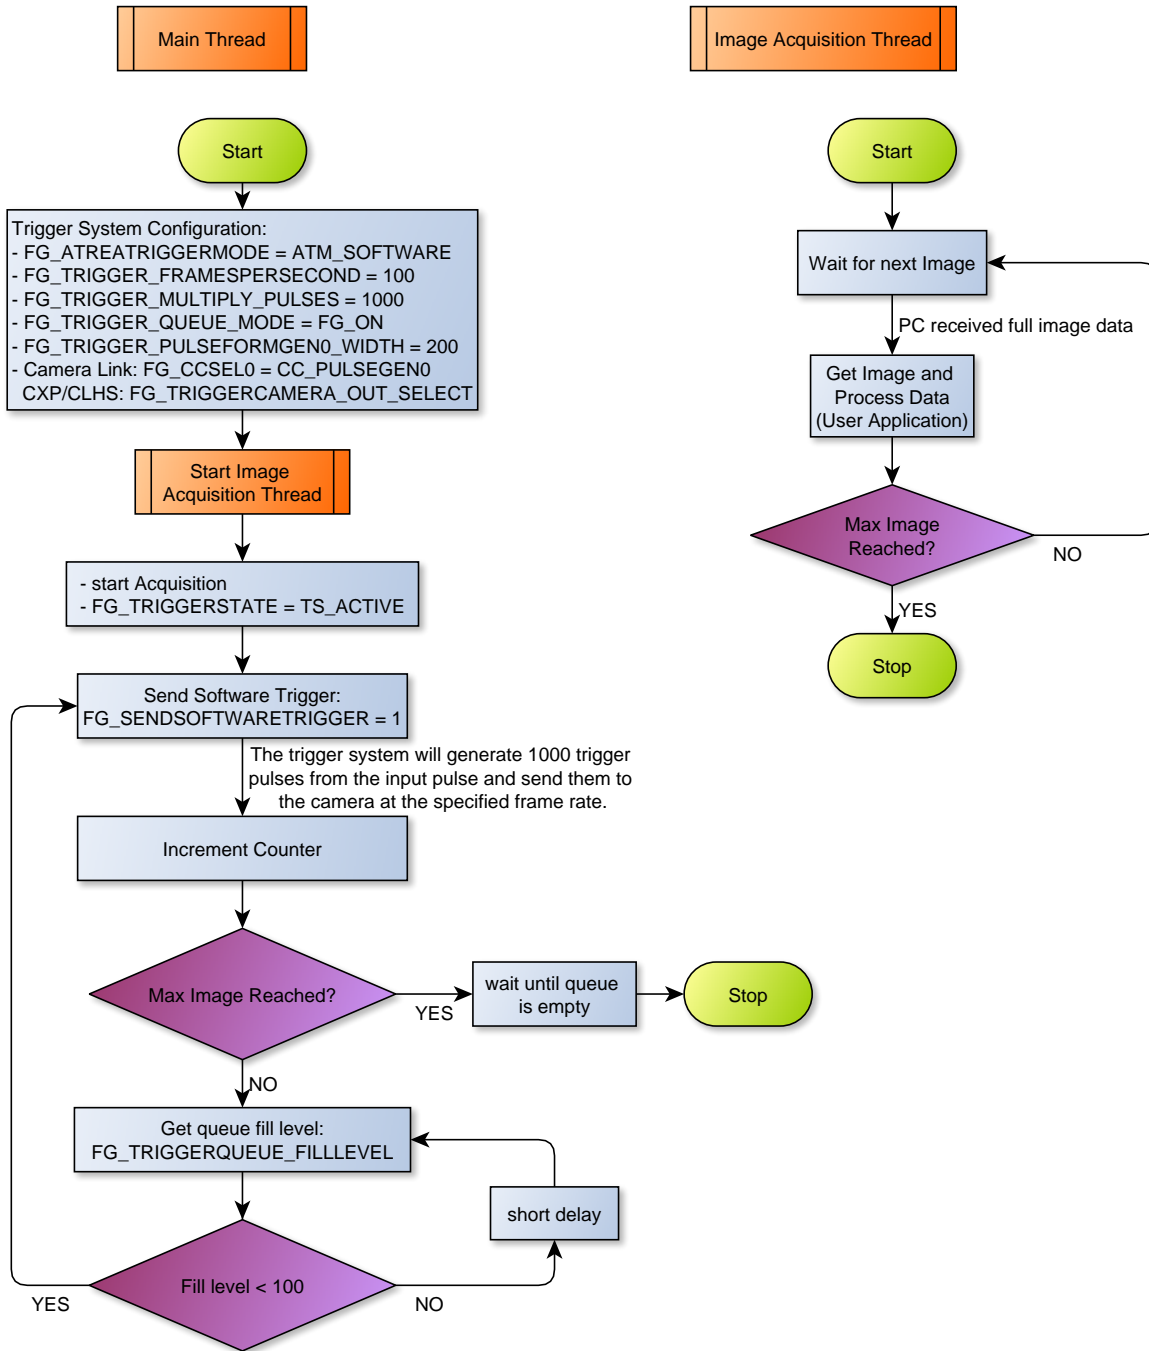 Main Thread
Start
Trigger System Configuration:
- FG_ATREATRIGGERMODE = ATM_SOFTWARE
- FG_TRIGGER_FRAMESPERSECOND = 100
- FG_TRIGGER_MULTIPLY_PULSES = 1000
- FG_TRIGGER_QUEUE_MODE = FG_ON
- FG_TRIGGER_PULSEFORMGEN0_WIDTH = 200
- Camera Link: FG_CCSEL0 = CC_PULSEGEN0
CXP/CLHS: FG_TRIGGERCAMERA_OUT_SELECT
Start Image
Acquisition Thread
- start Acquisition
- FG_TRIGGERSTATE = TS_ACTIVE
Send Software Trigger:
FG_SENDSOFTWARETRIGGER = 1
The trigger system will generate 1000 trigger
pulses from the input pulse and send them to
the camera at the specified frame rate.
Increment Counter
Max Image Reached?
YES
wait until queue
is empty
Stop
NO
Get queue fill level:
FG_TRIGGERQUEUE_FILLLEVEL
short delay
Fill level < 100
YES
NO
Image Acquisition Thread
Start
Wait for next Image
PC received full image data
Get Image and
Process Data
(User Application)
Max Image
Reached?
NO
YES
Stop